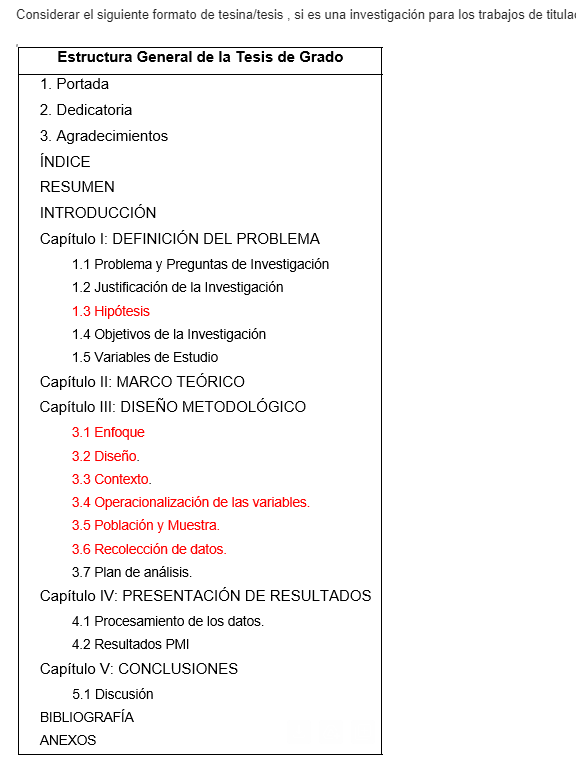 Considerar el siguiente formato de tesina/tesis , si es una investigación para los trabajos de
Estructura General de la Tesis de Grado
1. Portada
2. Dedicatoria
3. Agradecimientos
ÍNDICE
RESUMEN
INTRODUCCIÓN
Capítulo I: DEFINICIÓN DEL PROBLEMA
1.1 Problema y Preguntas de Investigación
1.2 Justificación de la Investigación
1.3 Hipótesis
1.4 Objetivos de la Investigación
1.5 Variables de Estudio
Capítulo II: MARCO TEÓRICO
Capítulo III: DISEÑO METODOLÓGICO
3.1 Enfoque
3.2 Diseño.
3.3 Contexto.
3.4 Operacionalización de las variables.
3.5 Población y Muestra.
3.6 Recolección de datos.
3.7 Plan de análisis.
Capítulo IV: PRESENTACIÓN DE RESULTADOS
4.1 Procesamiento de los datos.
4.2 Resultados PMI
Capítulo V: CONCLUSIONES
5.1 Discusión
BIBLIOGRAFÍA
ANEXOS